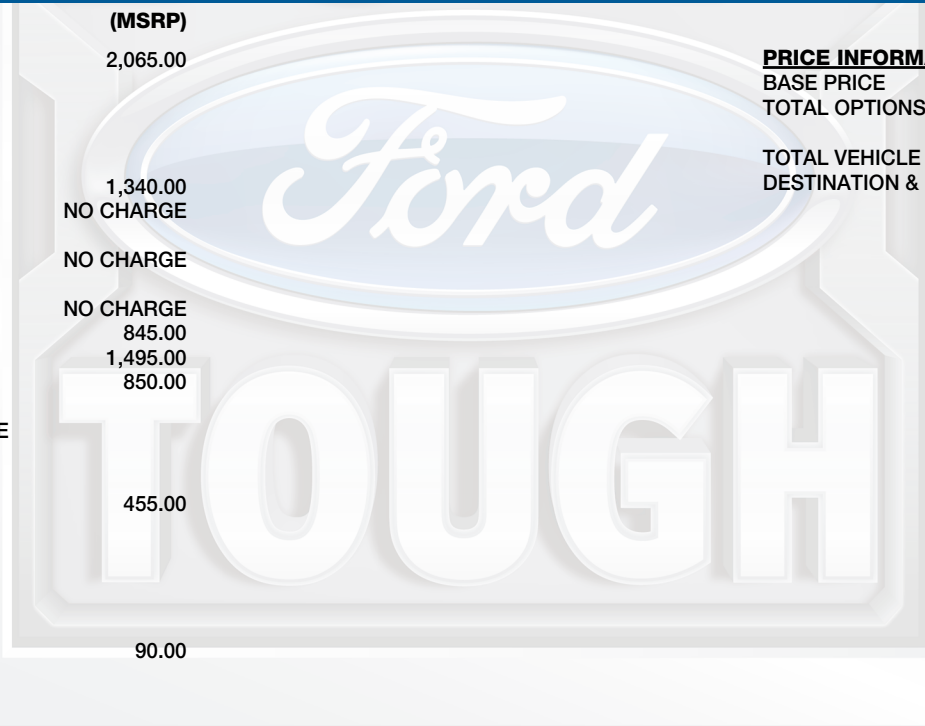 (MSRP)
2,065.00
1,340.00
NO CHARGE
NO CHARGE
NO CHARGE
845.00
1,495.00
850.00
E
455.00
90.00
PRICE INFORM
BASE PRICE
TOTAL OPTIONS
TOTAL VEHICLE
DESTINATION &
Ford
TOUGH